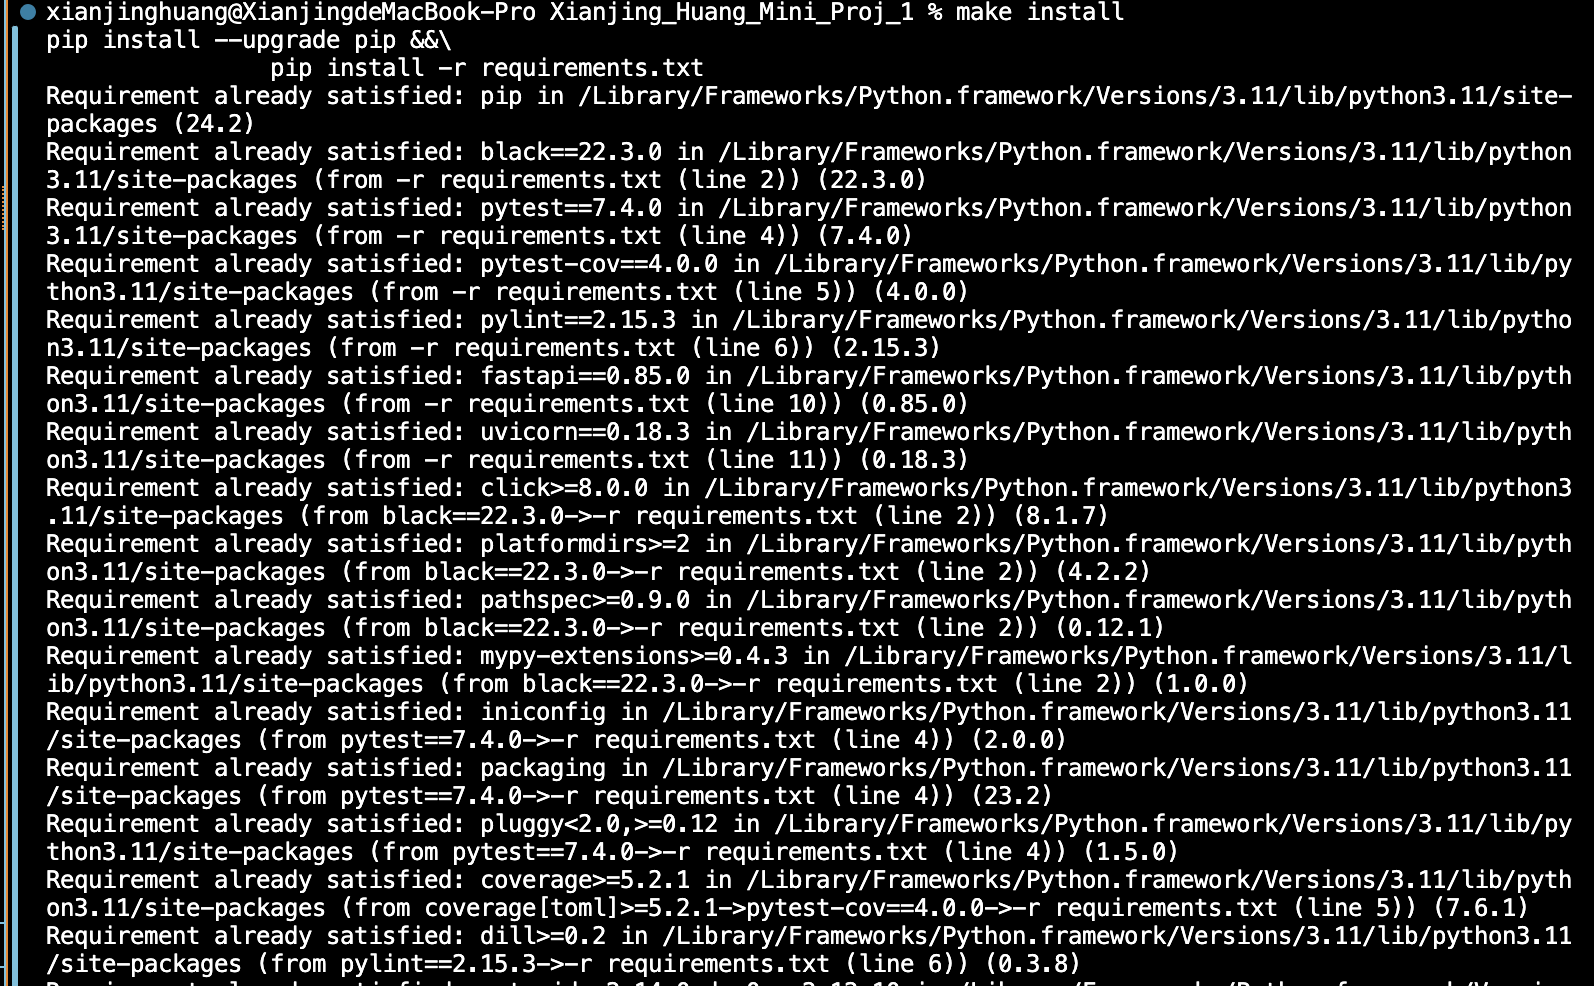 xianjinghuang@XianjingdeMacBook-Pro Xianjing_Huang_Mini_Proj_1 % make install
pip install --upgrade pip &&\
pip install -r requirements.txt
Requirement already satisfied: pip in /Library/Frameworks/Python.framework/Versions/3.11/lib/python3.11/site-
packages (24.2)
Requirement already satisfied: black==22.3.0 in /Library/Frameworks/Python.framework/Versions/3.11/lib/python
3.11/site-packages (from -r requirements.txt (line 2)) (22.3.0)
Requirement already satisfied: pytest==7.4.0 in /Library/Frameworks/Python.framework/Versions/3.11/lib/python
3.11/site-packages (from -r requirements.txt (line 4)) (7.4.0)
Requirement already satisfied: pytest-cov==4.0.0 in /Library/Frameworks/Python.framework/Versions/3.11/lib/py
thon3.11/site-packages (from -r requirements.txt (line 5)) (4.0.0)
Requirement already satisfied: pylint==2.15.3 in /Library/Frameworks/Python.framework/Versions/3.11/lib/pytho
n3.11/site-packages (from -r requirements.txt (line 6)) (2.15.3)
Requirement already satisfied: fastapi==0.85.0 in /Library/Frameworks/Python.framework/Versions/3.11/lib/pyth
on3.11/site-packages (from -r requirements.txt (line 10)) (0.85.0)
Requirement already satisfied: uvicorn==0.18.3 in /Library/Frameworks/Python.framework/Versions/3.11/lib/pyth
on3.11/site-packages (from -r requirements.txt (line 11)) (0.18.3)
Requirement already satisfied: click>=8.0.0 in /Library/Frameworks/Python.framework/Versions/3.11/lib/python3
.11/site-packages (from black==22.3.0->-r requirements.txt (line 2)) (8.1.7)
Requirement already satisfied: platformdirs>=2 in /Library/Frameworks/Python.framework/Versions/3.11/lib/pyth
on3.11/site-packages (from black==22.3.0->-r requirements.txt (line 2)) (4.2.2)
Requirement already satisfied: pathspec>=0.9.0 in /Library/Frameworks/Python.framework/Versions/3.11/lib/pyth
on3.11/site-packages (from black==22.3.0->-r requirements.txt (line 2)) (0.12.1)
Requirement already satisfied: mypy-extensions>=0.4.3 in /Library/Frameworks/Python.framework/Versions/3.11/l
ib/python3.11/site-packages (from black==22.3.0->-r requirements.txt (line 2)) (1.0.0)
Requirement already satisfied: iniconfig in /Library/Frameworks/Python.framework/Versions/3.11/lib/python3.11
/site-packages (from pytest==7.4.0->-r requirements.txt (line 4)) (2.0.0)
Requirement already satisfied: packaging in /Library/Frameworks/Python.framework/Versions/3.11/lib/python3.11
/site-packages (from pytest==7.4.0->-r requirements.txt (line 4)) (23.2)
Requirement already satisfied: pluggy<2.0,>=0.12 in /Library/Frameworks/Python.framework/Versions/3.11/lib/py
thon3.11/site-packages (from pytest==7.4.0->-r requirements.txt (line 4)) (1.5.0)
Requirement already satisfied: coverage>=5.2.1 in /Library/Frameworks/Python.framework/Versions/3.11/lib/pyth
on3.11/site-packages (from coverage[toml]>=5.2.1->pytest-cov==4.0.0->-r requirements.txt (line 5)) (7.6.1)
Requirement already satisfied: dill>=0.2 in /Library/Frameworks/Python.framework/Versions/3.11/lib/python3.11
/site-packages (from pylint==2.15.3->-r requirements.txt (line 6)) (0.3.8)